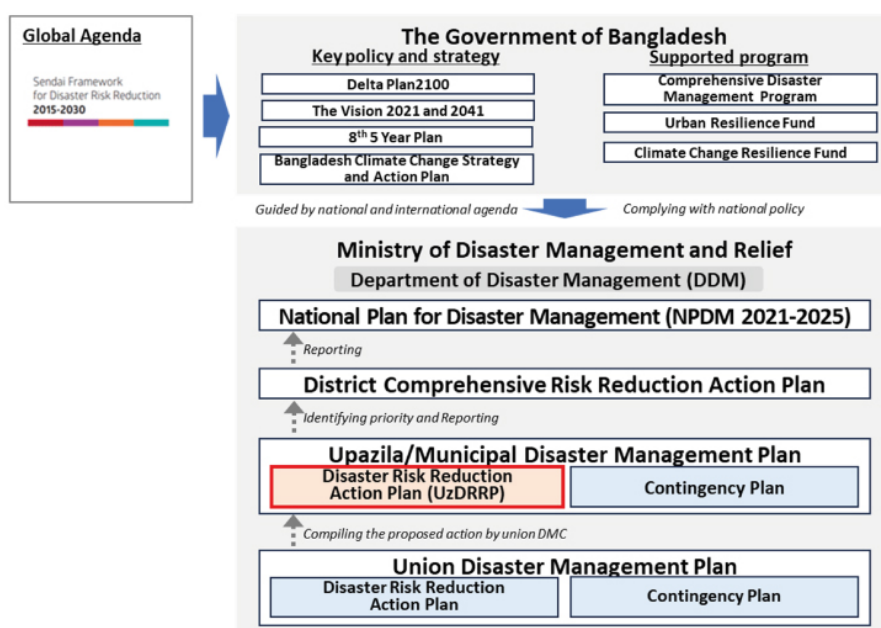 Global Agenda
Sendai Framework
for Disaster Risk Reduction
2015-2030
The Government of Bangladesh
Key policy and strategy
Delta Plan2100
The Vision 2021 and 2041
8th 5 Year Plan
Bangladesh Climate Change Strategy
and Action Plan
Supported program
Comprehensive Disaster
Management Program
Urban Resilience Fund
Climate Change Resilience Fund
Guided by national and international agenda
Complying with national policy
Ministry of Disaster Management and Relief
Department of Disaster Management (DDM)
National Plan for Disaster Management (NPDM 2021-2025)
Reporting
District Comprehensive Risk Reduction Action Plan
Identifying priority and Reporting
Upazila/Municipal Disaster Management Plan
Disaster Risk Reduction
Action Plan (UzDRRP)
Contingency Plan
Compiling the proposed action by union DMC
Union Disaster Management Plan
Disaster Risk Reduction
Action Plan
Contingency Plan